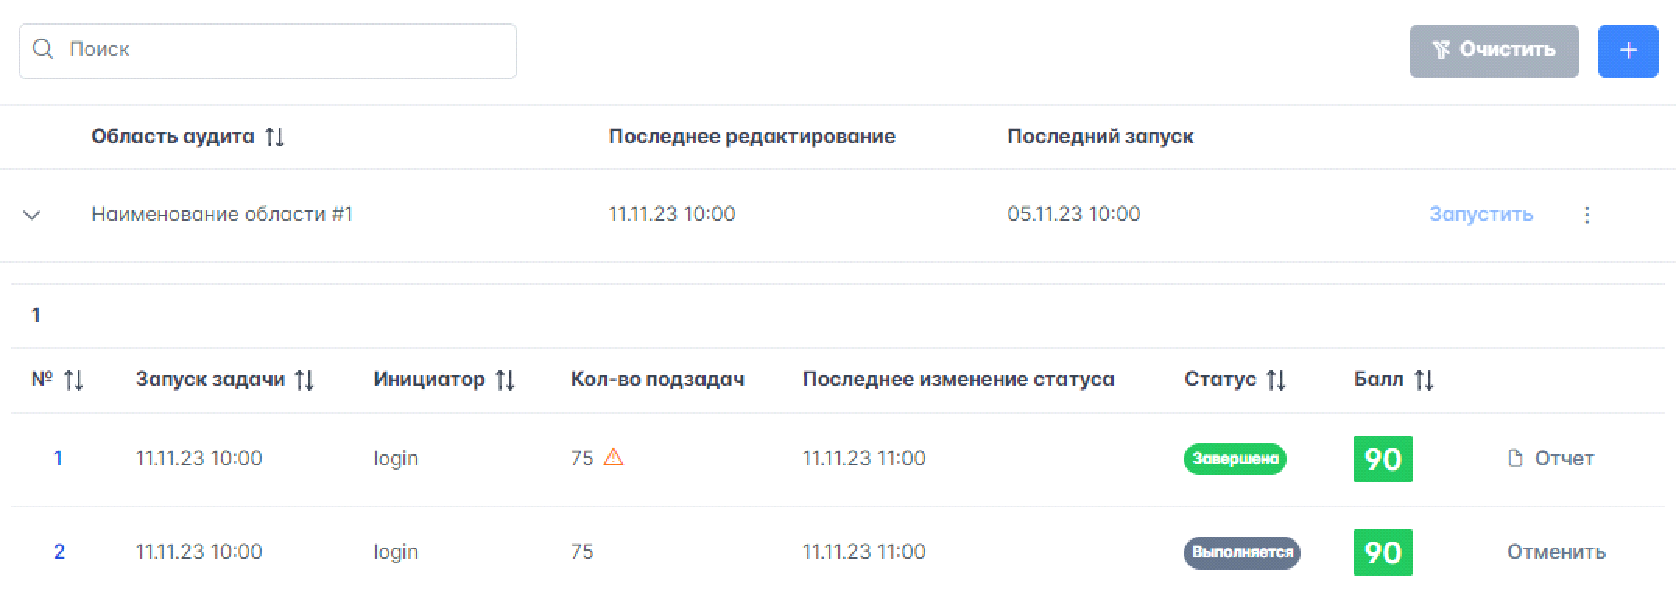 Поиск
Очистить
+
Область аудита Последнее редактирование Последний запуск
Наименование области #1 11.11.23 10:00 05.11.23 10:00 Запустить
1
№ Запуск задачи Инициатор Кол-во подзадач Последнее изменение статуса Статус Балл
1 11.11.23 10:00 login 75 11.11.23 11:00 Завершена 90 Отчет
2 11.11.23 10:00 login 75 11.11.23 11:00 Выполняется 90 Отменить